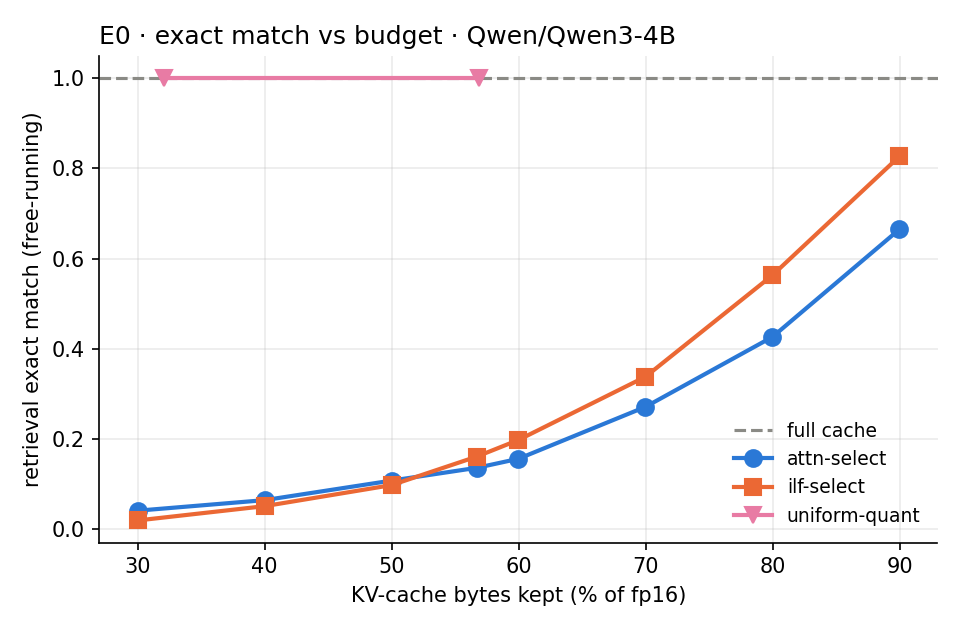 E0 · exact match vs budget · Qwen/Qwen3-4B
retrieval exact match (free-running)
1.0
0.8
0.6
0.4
0.2
0.0
full cache
attn-select
ilf-select
uniform-quant
30 40 50 60 70 80 90
KV-cache bytes kept (% of fp16)